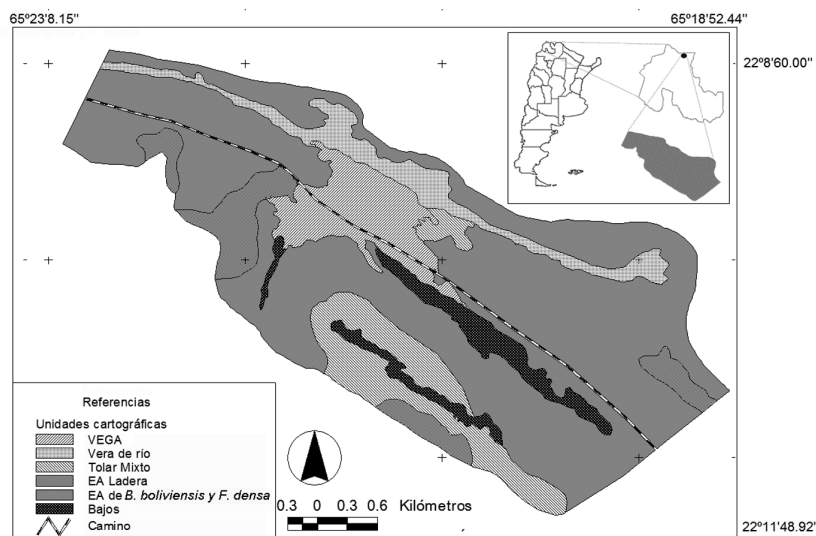 65º23'8.15"
65º18'52.44"
22º8'60.00"
Referencias
Unidades cartográficas
VEGA
Vera de río
Tolar Mixto
EA Ladera
EA de B. boliviensis y F. densa
Bajos
Camino
0.3 0 0.3 0.6 Kilómetros
22º11'48.92"